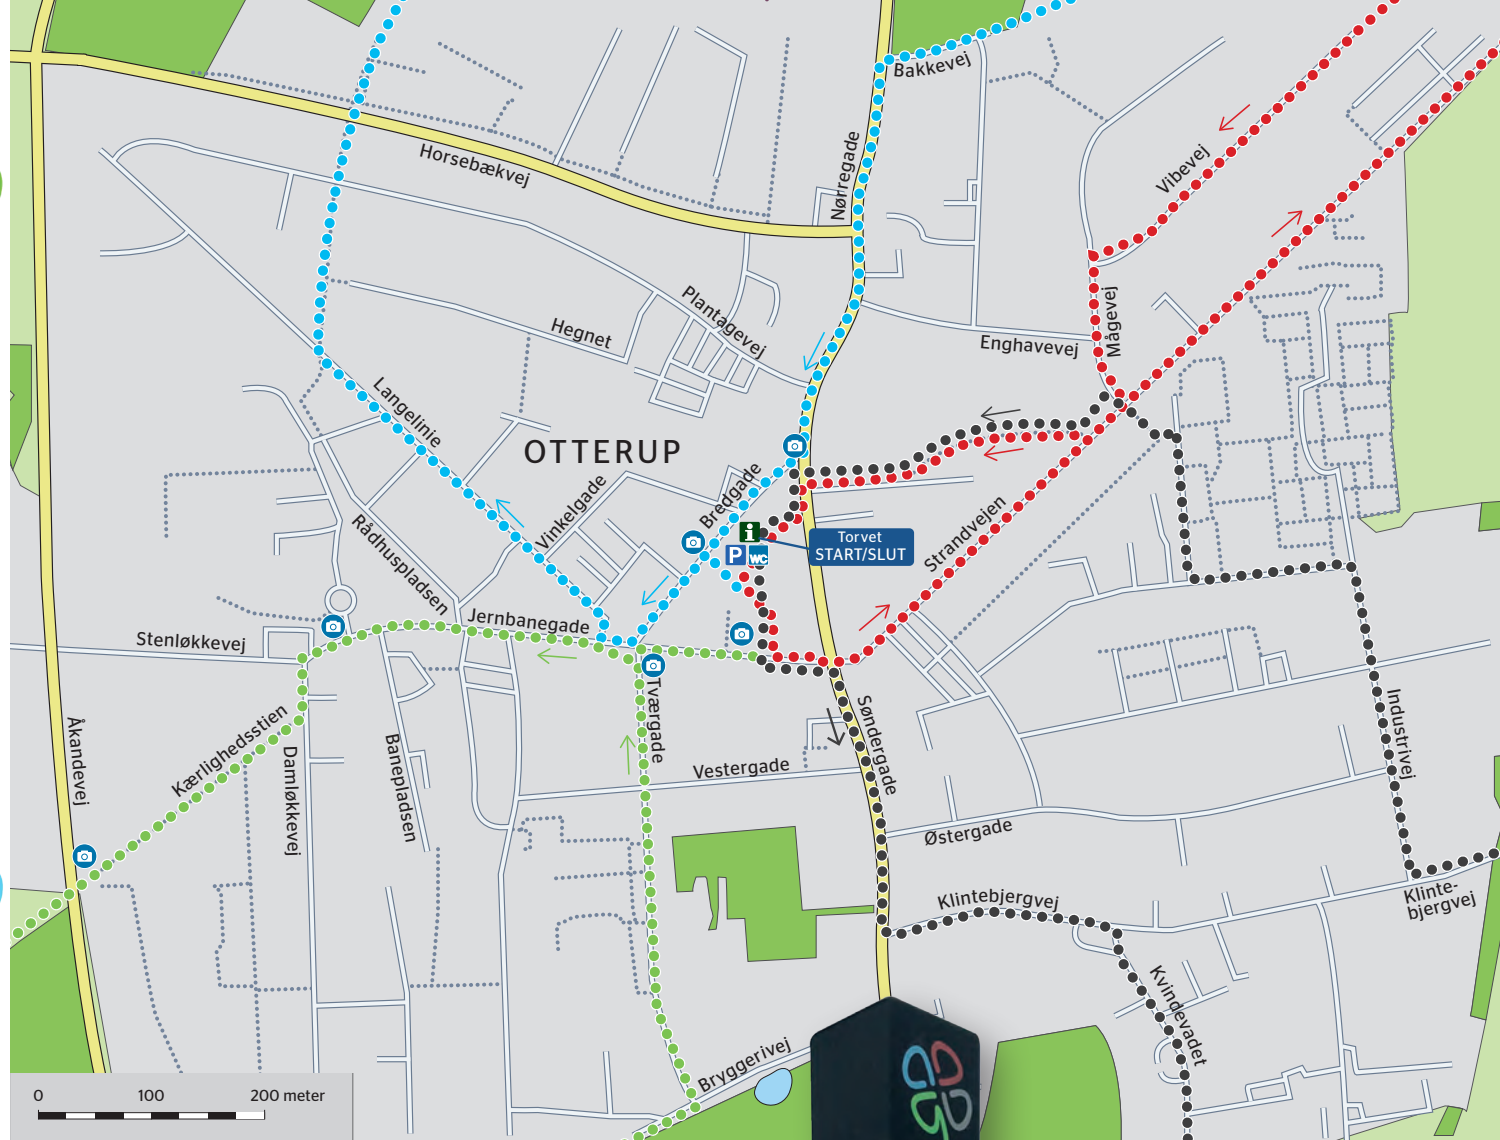 Bakkevej
Horsebækvej
Nørregade
Vibevej
Plantagevej
Hegnet
Enghavevej
Mågevej
Langelinie
OTTERUP
Bredgade
Vinkelgade
Rådhuspladsen
i
P
WC
Torvet
START/SLUT
Strandvejen
Jernbanegade
Stenløkkevej
Tværgade
Søndergade
Industrivej
Åkandevej
Kærlighedsstien
Damløkkevej
Banepladsen
Vestergade
Østergade
Klintebjergvej
Klinte-
bjergvej
Kvindevadet
Bryggerivej
0 100 200 meter